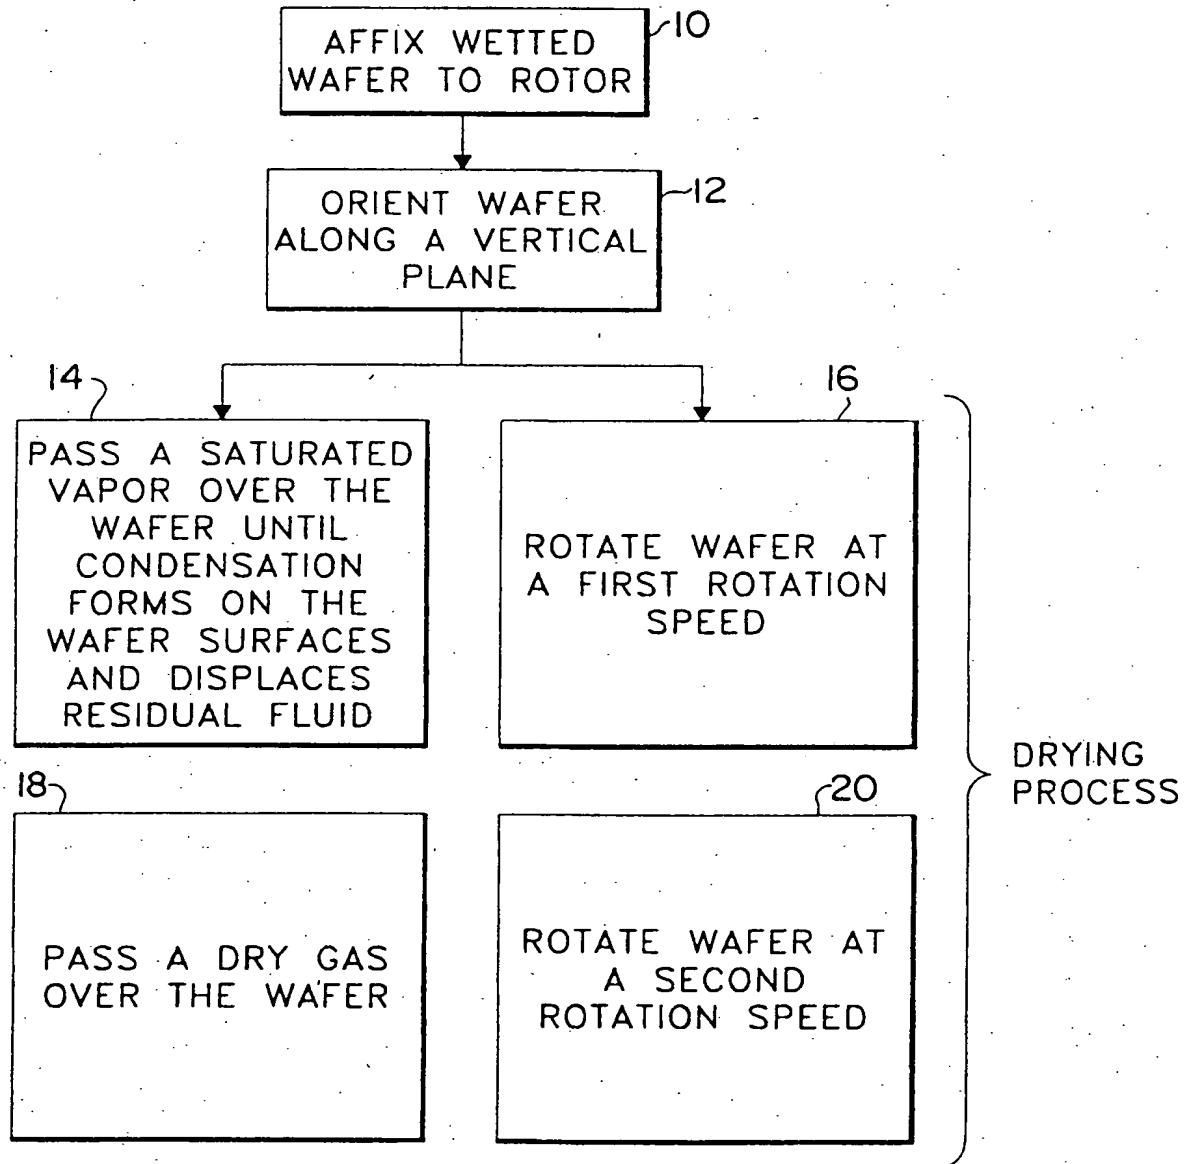 10
AFFIX WETTED
WAFER TO ROTOR
12
ORIENT WAFER
ALONG A VERTICAL
PLANE
14
PASS A SATURATED
VAPOR OVER THE
WAFER UNTIL
CONDENSATION
FORMS ON THE
WAFER SURFACES
AND DISPLACES
RESIDUAL FLUID
16
ROTATE WAFER AT
A FIRST ROTATION
SPEED
18
PASS A DRY GAS
OVER THE WAFER
20
ROTATE WAFER AT
A SECOND
ROTATION SPEED
DRYING
PROCESS